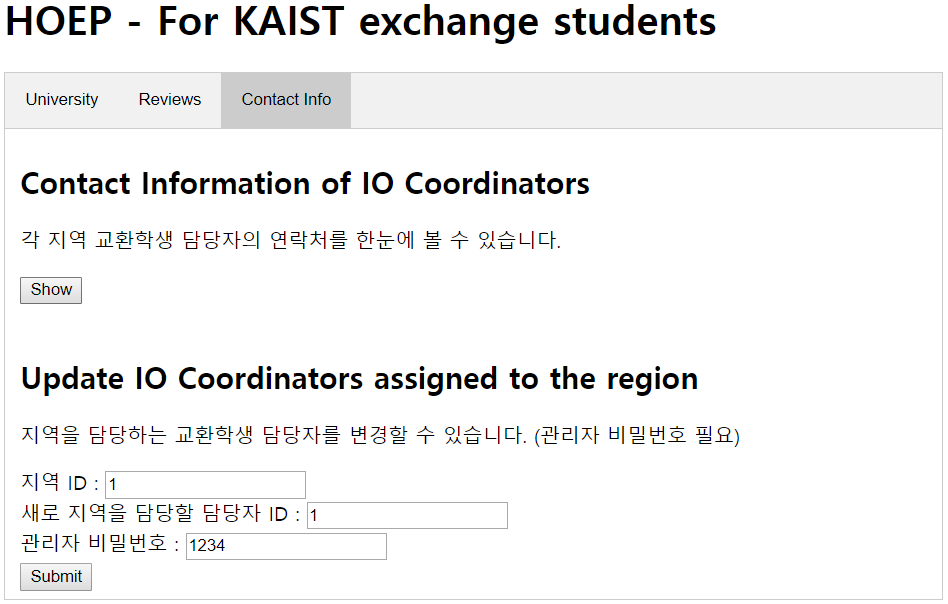 HOEP - For KAIST exchange students
University Reviews Contact Info
Contact Information of IO Coordinators
각 지역 교환학생 담당자의 연락처를 한눈에 볼 수 있습니다.
Show
Update IO Coordinators assigned to the region
지역을 담당하는 교환학생 담당자를 변경할 수 있습니다. (관리자 비밀번호 필요)
지역 ID : 1
새로 지역을 담당할 담당자 ID : 1
관리자 비밀번호 : 1234
Submit